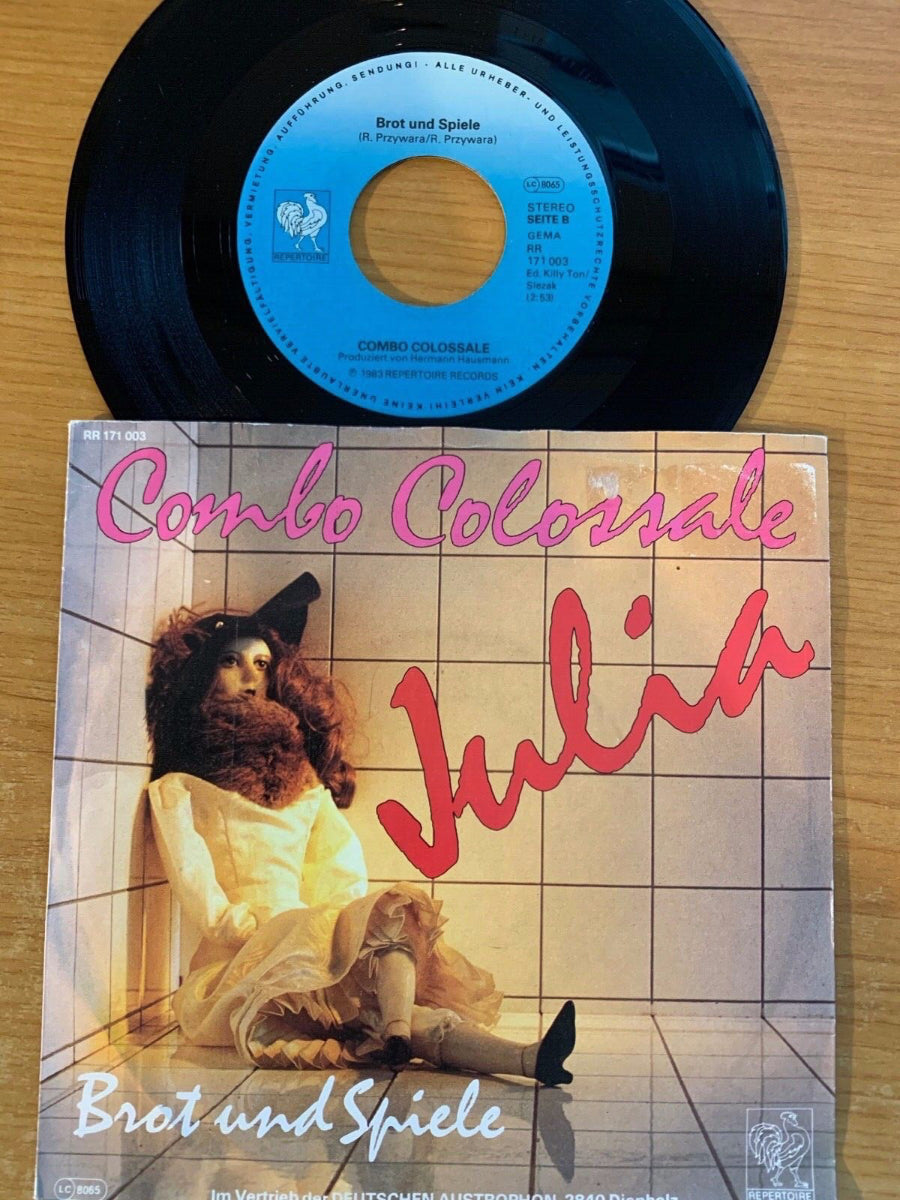 Brot und Spiele
(R. Przywara/R. Przywara)
LC 8065
STEREO
SEITE B
GEMA
RR
171 003
Ed. Killy Ton/
Slezak
(2:53)
REPERTOIRE
COMBO COLOSSALE
Produziert von Hermann Hausmann
℗ 1983 REPERTOIRE RECORDS
ALLE URHEBER- UND LEISTUNGSSCHUTZRECHTE VORBEHALTEN. KEIN VERLEIH! KEINE UNERLAUBTE VERVIELFÄLTIGUNG, VERMIETUNG, AUFFÜHRUNG, SENDUNG! ·
RR 171 003
Combo Colossale
Julia
Brot und Spiele
LC 8065
REPERTOIRE
Im Vertrieb der DEUTSCHEN AUSTROPHON, 2840 Diepholz